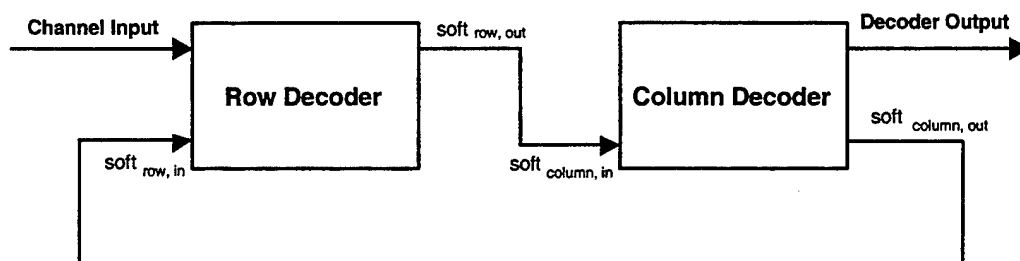 Channel Input
soft row, out
Decoder Output
Row Decoder
Column Decoder
soft column, out
soft row, in
soft column, in